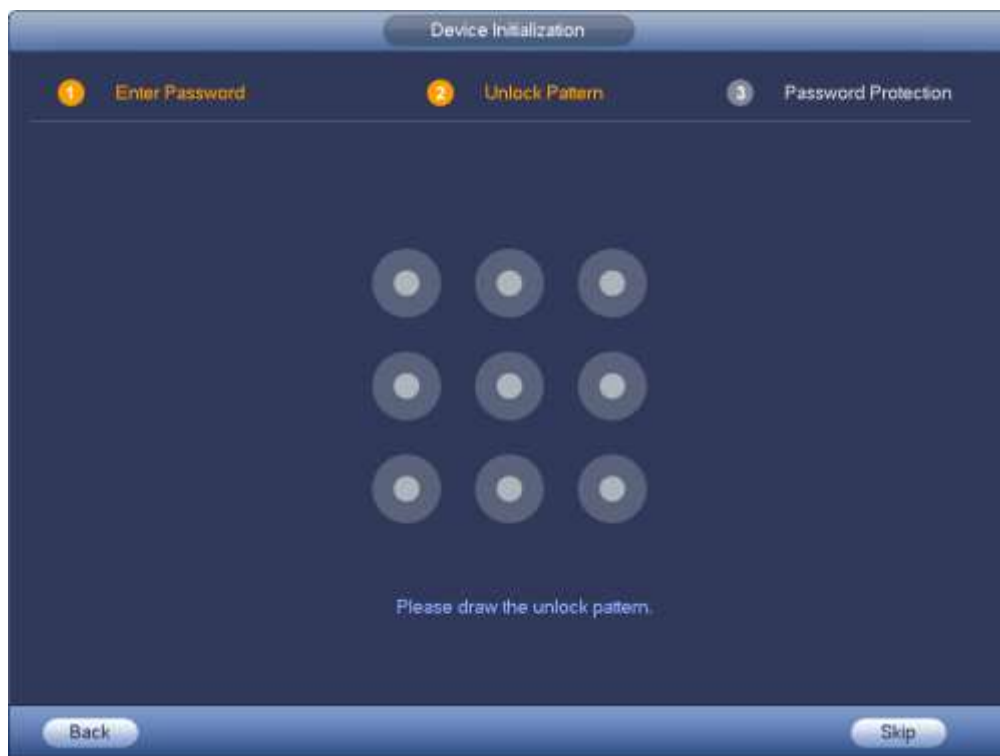 Device Initialization
1 Enter Password 2 Unlock Pattern 3 Password Protection
Please draw the unlock pattern.
Back Skip